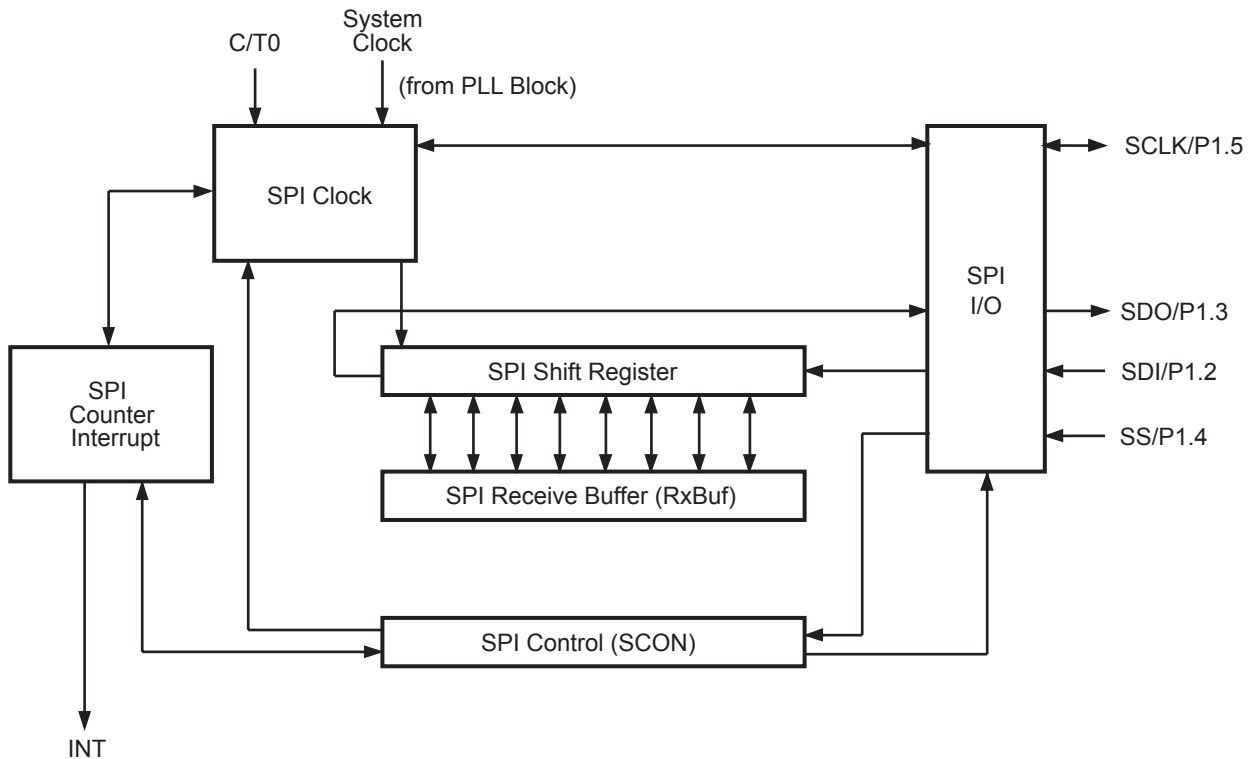 C/T0
System
Clock
(from PLL Block)
SPI Clock
SCLK/P1.5
SPI
I/O
SDO/P1.3
SPI Shift Register
SDI/P1.2
SPI
Counter
Interrupt
SS/P1.4
SPI Receive Buffer (RxBuf)
SPI Control (SCON)
INT